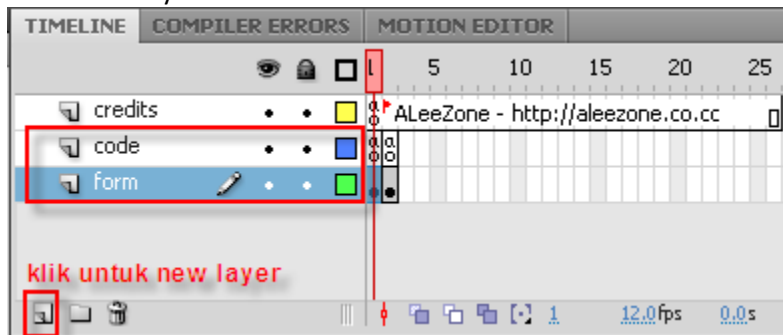 TIMELINE COMPILER ERRORS MOTION EDITOR
1 5 10 15 20 25
credits ALeeZone - http://aleezone.co.cc
code
form
klik untuk new layer
1 12.0fps 0.0s